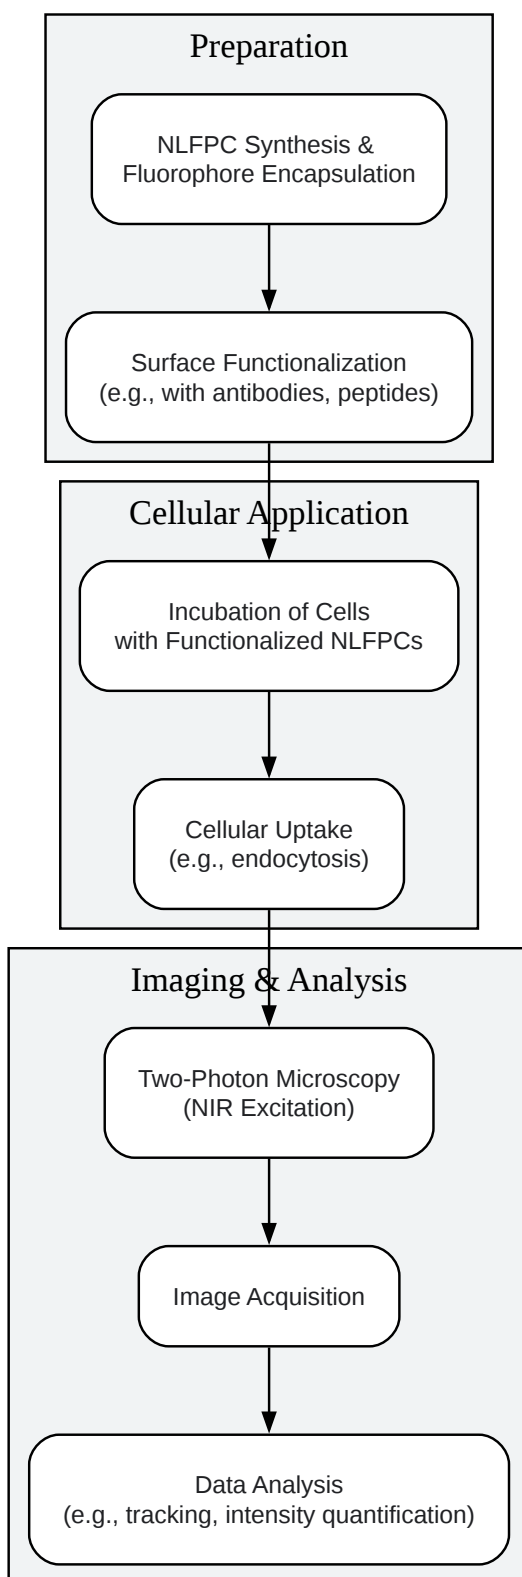 Preparation
NLFPC Synthesis &
Fluorophore Encapsulation
Surface Functionalization
(e.g., with antibodies, peptides)
Cellular Application
Incubation of Cells
with Functionalized NLFPCs
Cellular Uptake
(e.g., endocytosis)
Imaging & Analysis
Two-Photon Microscopy
(NIR Excitation)
Image Acquisition
Data Analysis
(e.g., tracking, intensity quantification)